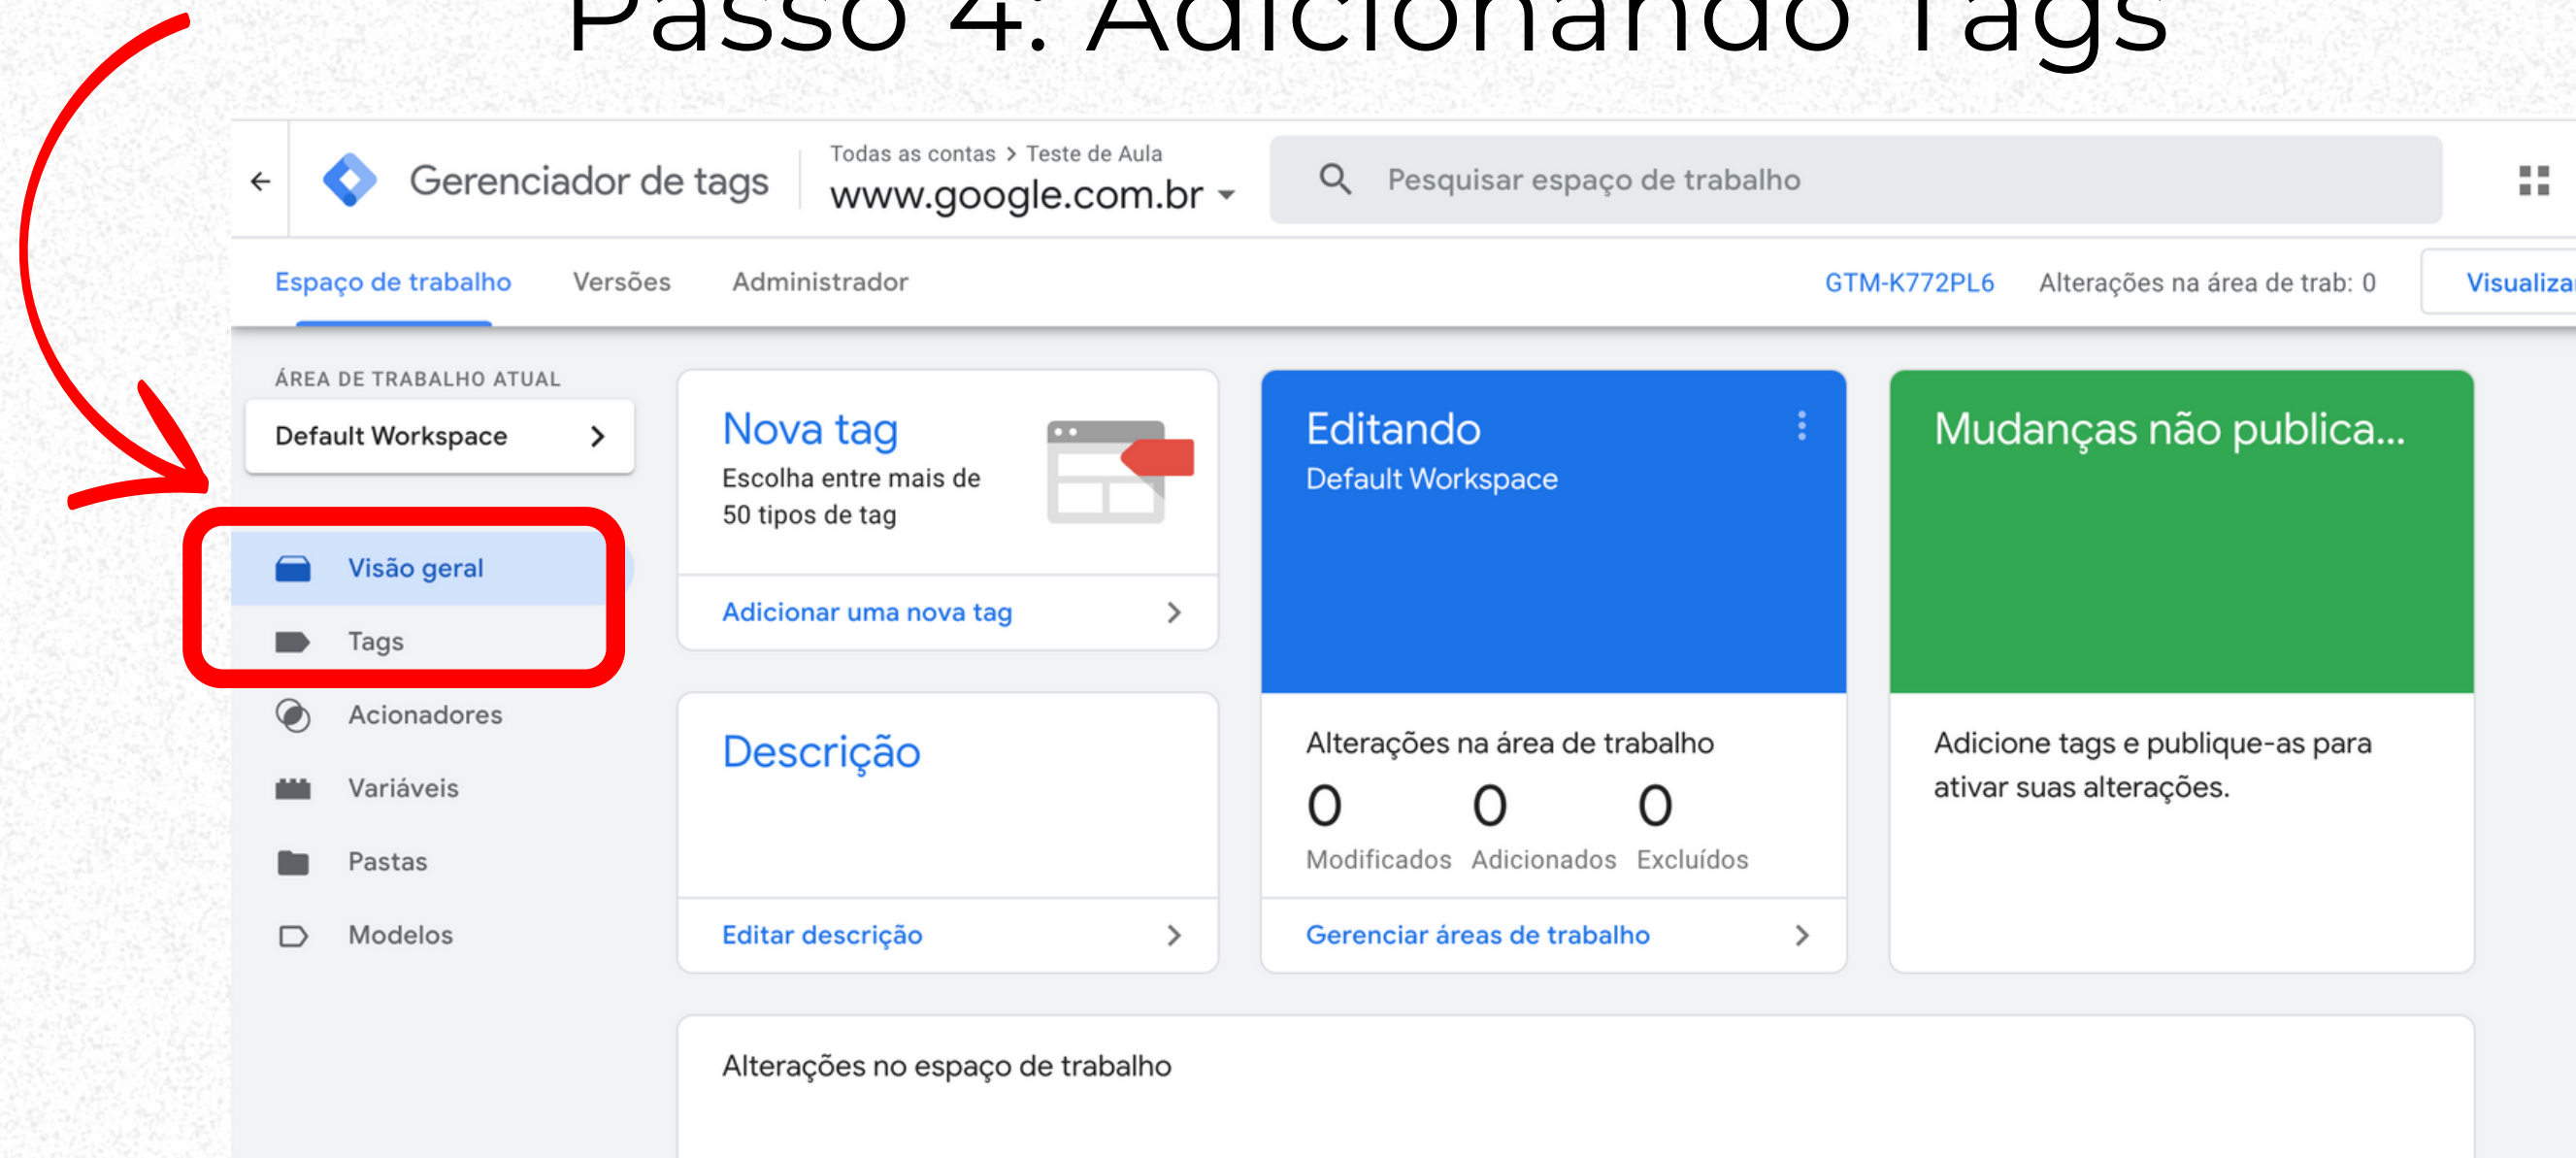 Passo 4: Adicionando Tags
Gerenciador de tags
Todas as contas > Teste de Aula
www.google.com.br
Pesquisar espaço de trabalho
Espaço de trabalho
Versões
Administrador
GTM-K772PL6
Alterações na área de trab: 0
Visualizar
ÁREA DE TRABALHO ATUAL
Default Workspace
Visão geral
Tags
Acionadores
Variáveis
Pastas
Modelos
Nova tag
Escolha entre mais de
50 tipos de tag
Adicionar uma nova tag
Descrição
Editar descrição
Editando
Default Workspace
Alterações na área de trabalho
0 0 0
Modificados Adicionados Excluídos
Gerenciar áreas de trabalho
Mudanças não publica...
Adicione tags e publique-as para
ativar suas alterações.
Alterações no espaço de trabalho